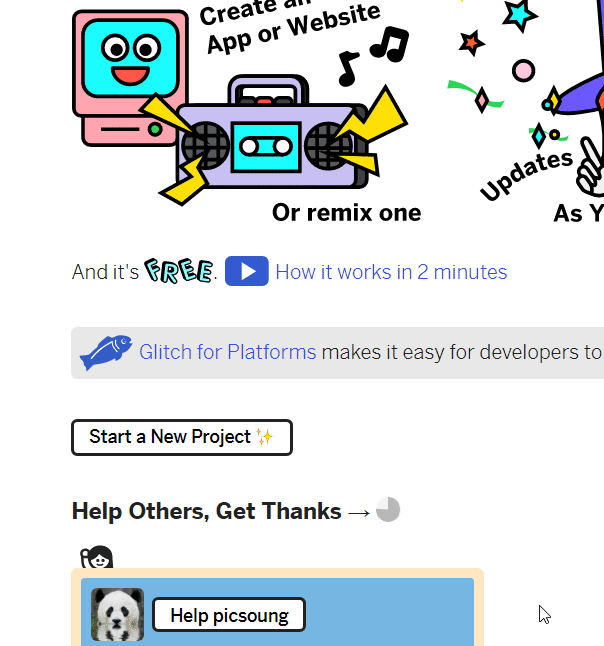 Create an
App or Website
Or remix one
Updates
As Y
And it's FREE. How it works in 2 minutes
Glitch for Platforms makes it easy for developers to
Start a New Project ✨
Help Others, Get Thanks →
Help picsoung